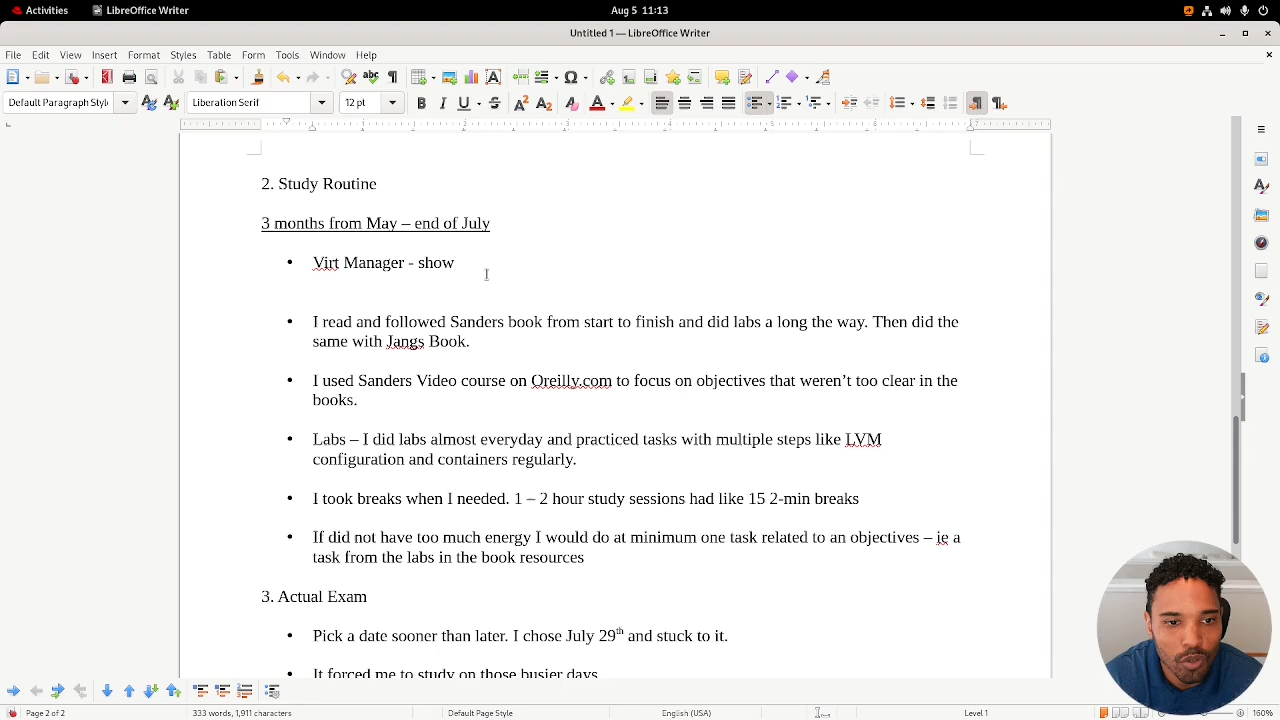 Activities LibreOffice Writer Aug 5 11:13
Untitled 1 — LibreOffice Writer
File Edit View Insert Format Styles Table Form Tools Window Help
Default Paragraph Styl Liberation Serif 12 pt
2. Study Routine
3 months from May – end of July
• Virt Manager - show
• I read and followed Sanders book from start to finish and did labs a long the way. Then did the
same with Jangs Book.
• I used Sanders Video course on Oreilly.com to focus on objectives that weren’t too clear in the
books.
• Labs – I did labs almost everyday and practiced tasks with multiple steps like LVM
configuration and containers regularly.
• I took breaks when I needed. 1 – 2 hour study sessions had like 15 2-min breaks
• If did not have too much energy I would do at minimum one task related to an objectives – ie a
task from the labs in the book resources
3. Actual Exam
• Pick a date sooner than later. I chose July 29th and stuck to it.
• It forced me to study on those busier days
Page 2 of 2 333 words, 1,911 characters Default Page Style English (USA) Level 1 160%